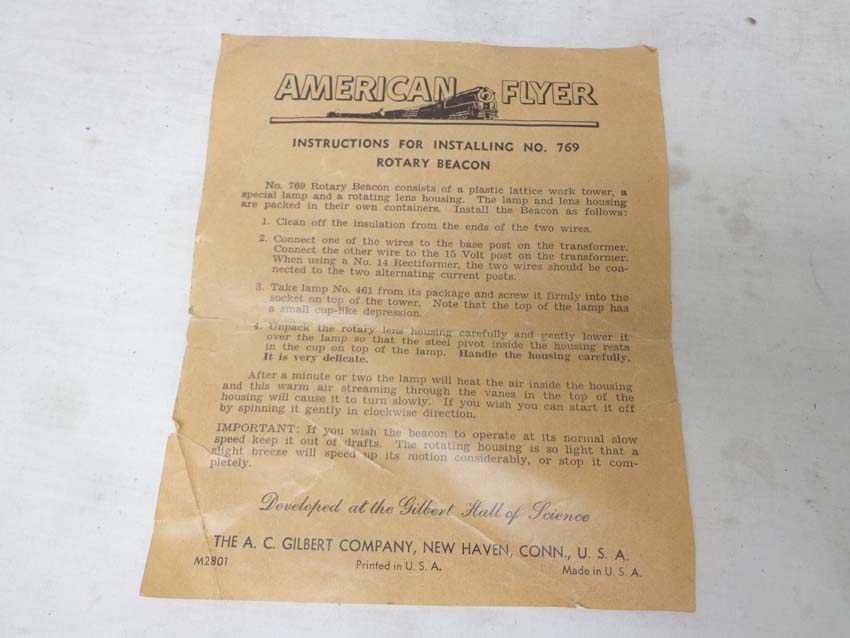 AMERICAN FLYER
INSTRUCTIONS FOR INSTALLING NO. 769
ROTARY BEACON
No. 769 Rotary Beacon consists of a plastic lattice work tower, a
special lamp and a rotating lens housing. The lamp and lens housing
are packed in their own containers. Install the Beacon as follows:
1. Clean off the insulation from the ends of the two wires.
2. Connect one of the wires to the base post on the transformer.
Connect the other wire to the 15 Volt post on the transformer.
When using a No. 14 Rectiformer, the two wires should be con-
nected to the two alternating current posts.
3. Take lamp No. 461 from its package and screw it firmly into the
socket on top of the tower. Note that the top of the lamp has
a small cup-like depression.
4. Unpack the rotary lens housing carefully and gently lower it
over the lamp so that the steel pivot inside the housing rests
in the cup on top of the lamp. Handle the housing carefully.
It is very delicate.
After a minute or two the lamp will heat the air inside the housing
and this warm air streaming through the vanes in the top of the
housing will cause it to turn slowly. If you wish you can start it off
by spinning it gently in clockwise direction.
IMPORTANT: If you wish the beacon to operate at its normal slow
speed keep it out of drafts. The rotating housing is so light that a
slight breeze will speed up its motion considerably, or stop it com-
pletely.
Developed at the Gilbert Hall of Science
THE A. C. GILBERT COMPANY, NEW HAVEN, CONN., U. S. A.
M2801 Printed in U. S. A. Made in U. S. A.